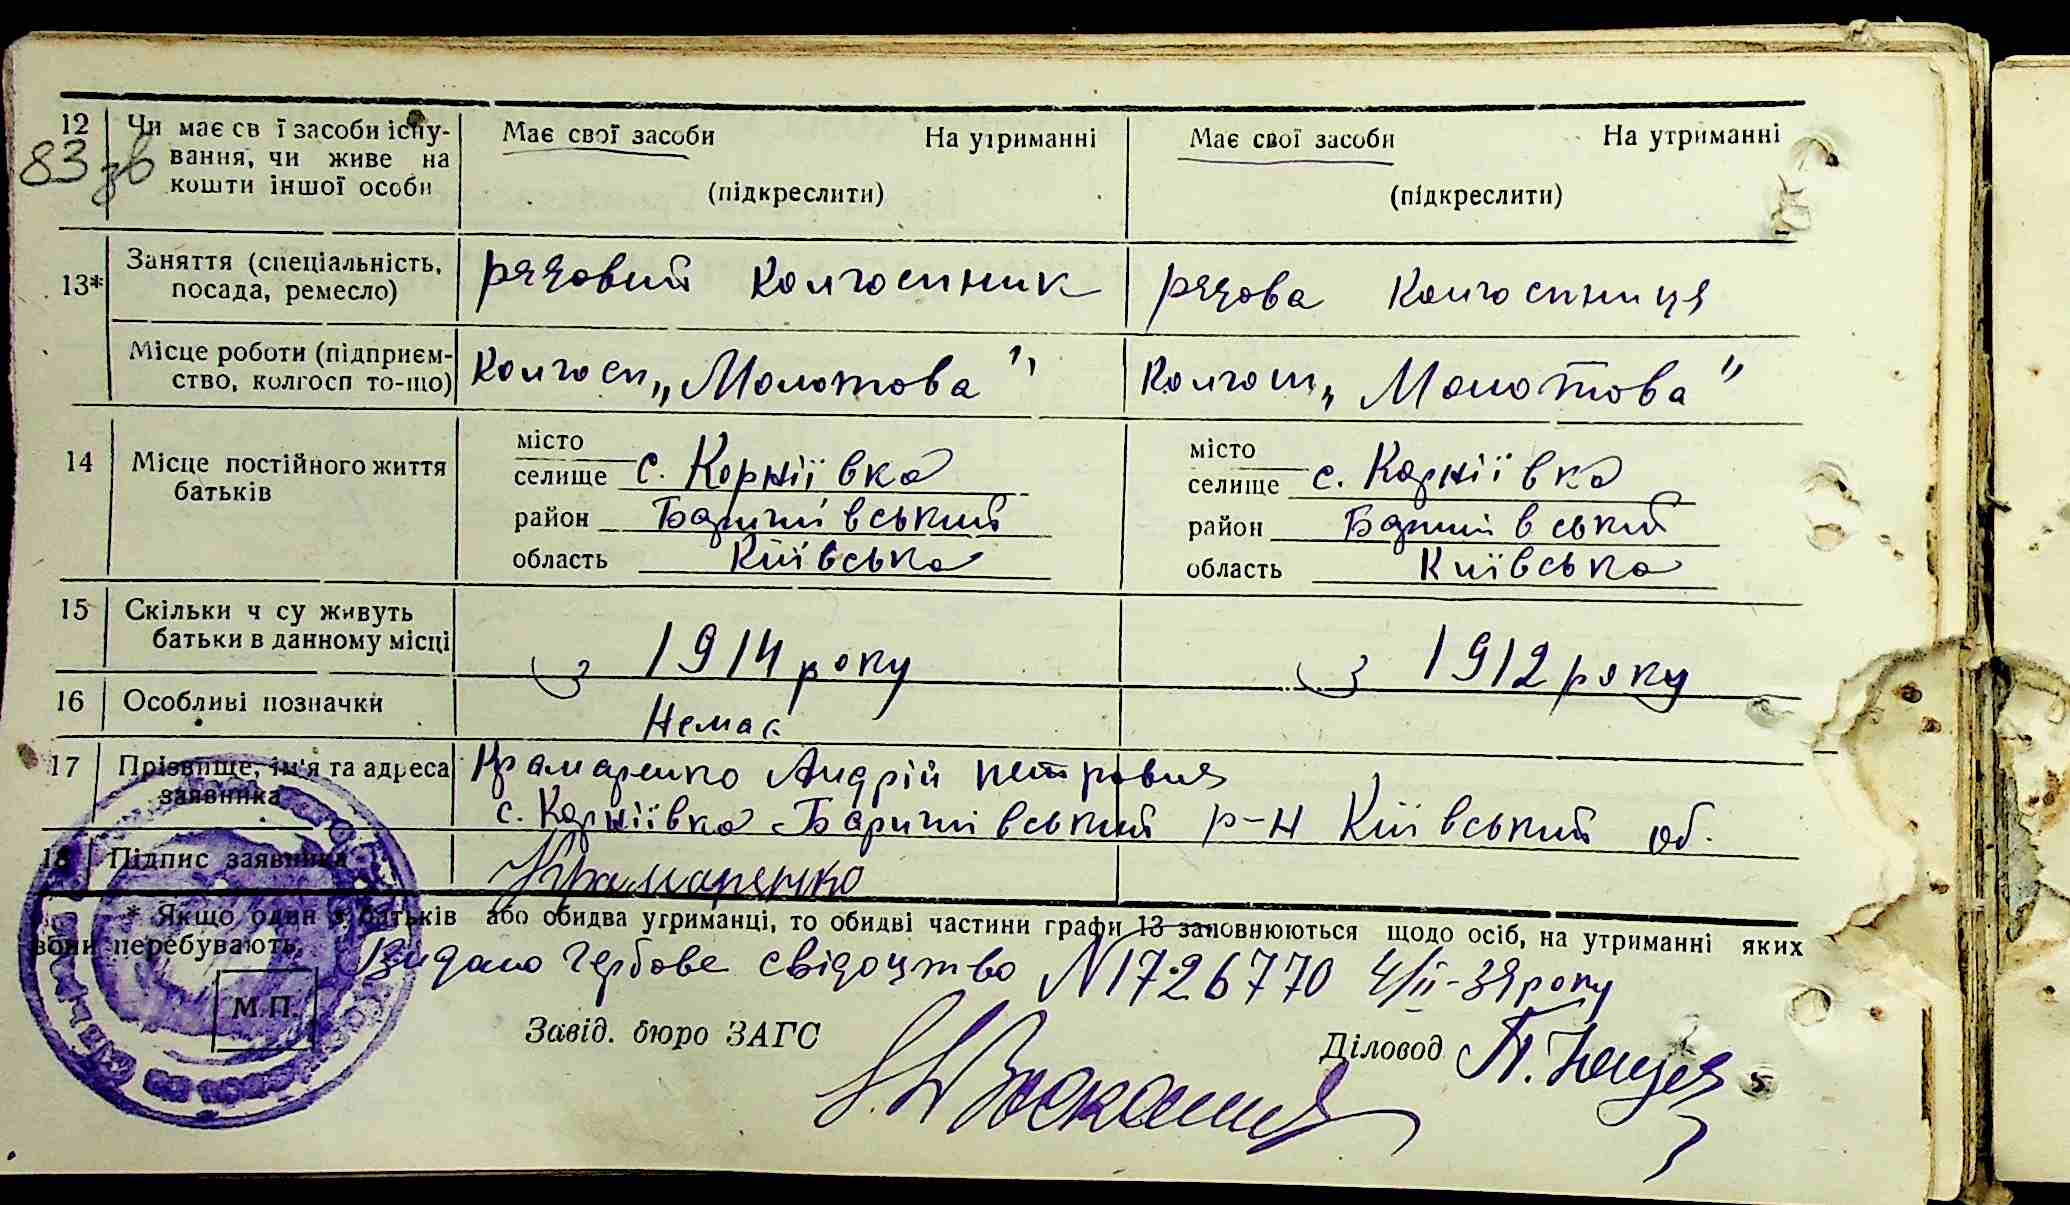 12 Чи має св ї засоби існу- Має свої засоби На утриманні Має свої засоби На утриманні
83 зв вання, чи живе на
кошти іншої особи (підкреслити) (підкреслити)
13* Заняття (спеціальність, посада, ремесло) рядовий колгоспник рядова колгоспниця
Місце роботи (підприєм- колгосп „Молотова" колгосп „Молотова"
ство, колгосп то-що)
місто місто
14 Місце постійного життя селище с. Корніївка селище с. Корніївка
батьків район Баришівський район Баришівський
область Київська область Київська
15 Скільки ч су живуть
батьки в данному місці з 1914 року з 1912 року
16 Особливі позначки Немає
17 Прізвище, ім'я та адреса Крамаренко Андрій петрович
заявника с. Корніївка Баришівський р-н Київський об.
18 Підпис заявника Крамаренко
* Якщо один з батьків або обидва утриманці, то обидві частини графи 13 заповнюються щодо осіб, на утриманні яких
вони перебувають.
Видано гербове свідоцтво N1726770 4/II-39 року
М.П.
Завід. бюро ЗАГС Діловод